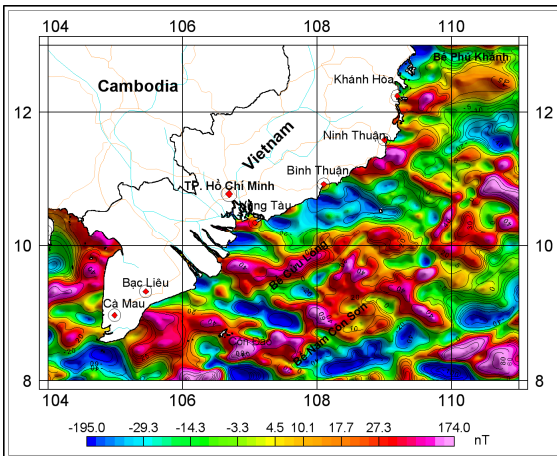 104 106 108 110
Bể Phú Khánh
Khánh Hòa
Cambodia
12 12
Ninh Thuận
Vietnam
Bình Thuận
TP. Hồ Chí Minh
Vũng Tàu
10 10
Bể Cửu Long
Bạc Liêu
Cà Mau
Bể Nam Côn Sơn
Côn Đảo
8 8
104 106 108 110
-195.0 -29.3 -14.3 -3.3 4.5 10.1 17.7 27.3 174.0
nT